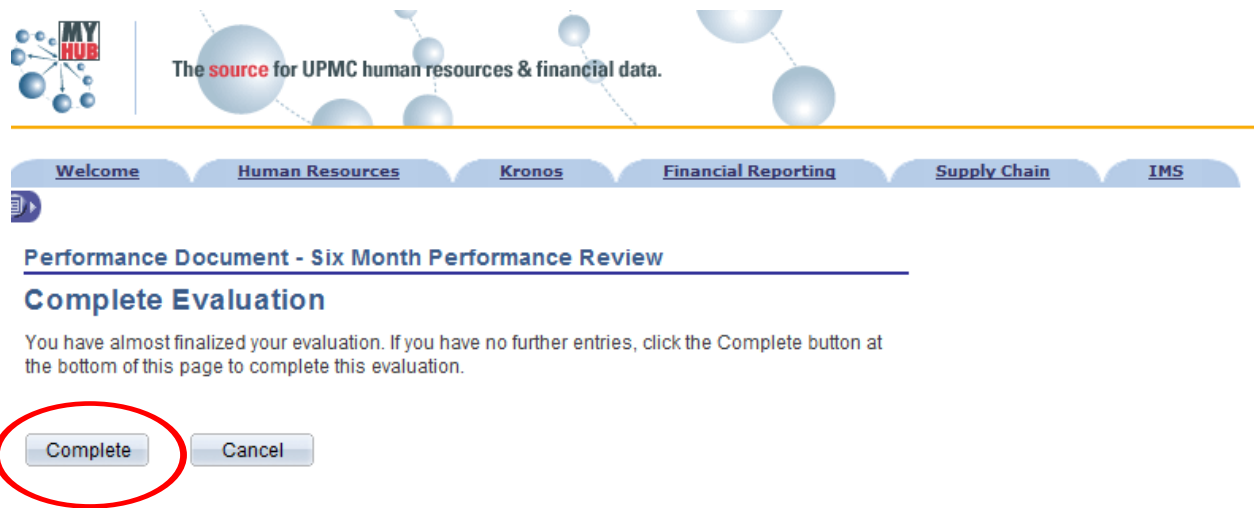 MY
HUB
The source for UPMC human resources & financial data.
Welcome Human Resources Kronos Financial Reporting Supply Chain IMS
Performance Document - Six Month Performance Review
Complete Evaluation
You have almost finalized your evaluation. If you have no further entries, click the Complete button at
the bottom of this page to complete this evaluation.
Complete Cancel